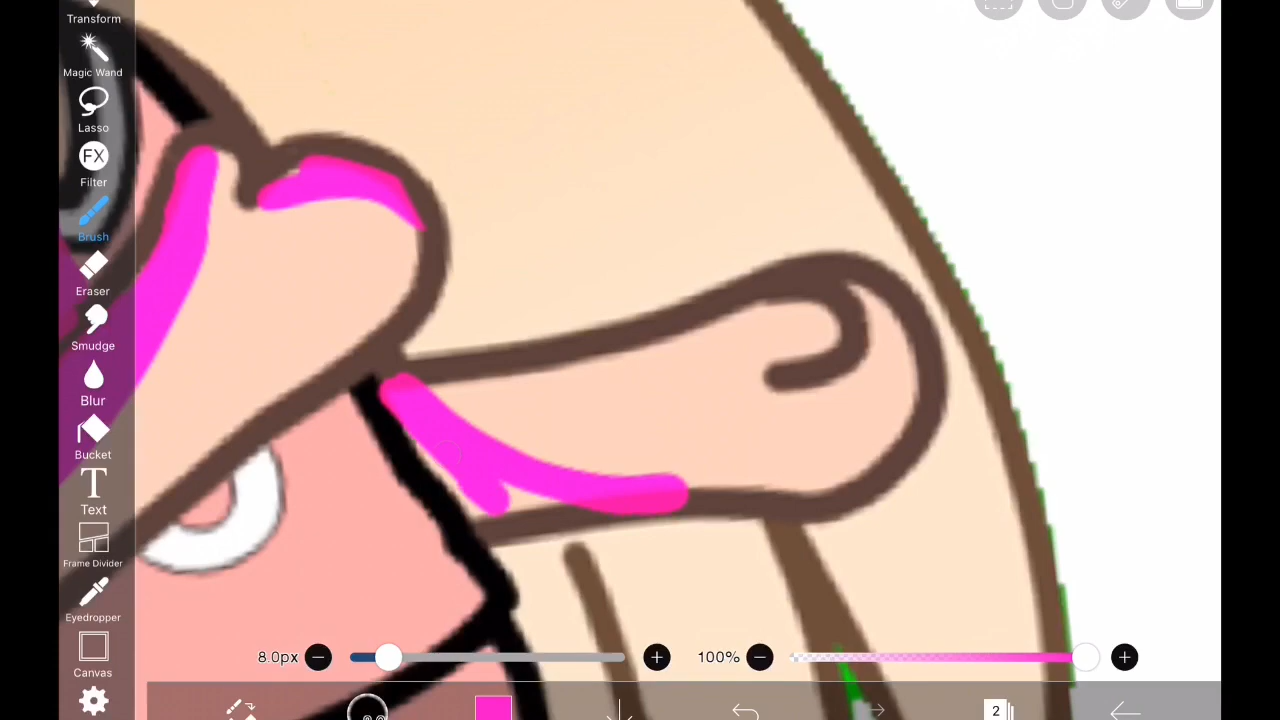 Transform
Magic Wand
Lasso
FX
Filter
Brush
Eraser
Smudge
Blur
Bucket
T
Text
Frame Divider
Eyedropper
Canvas
8.0px
100%
2